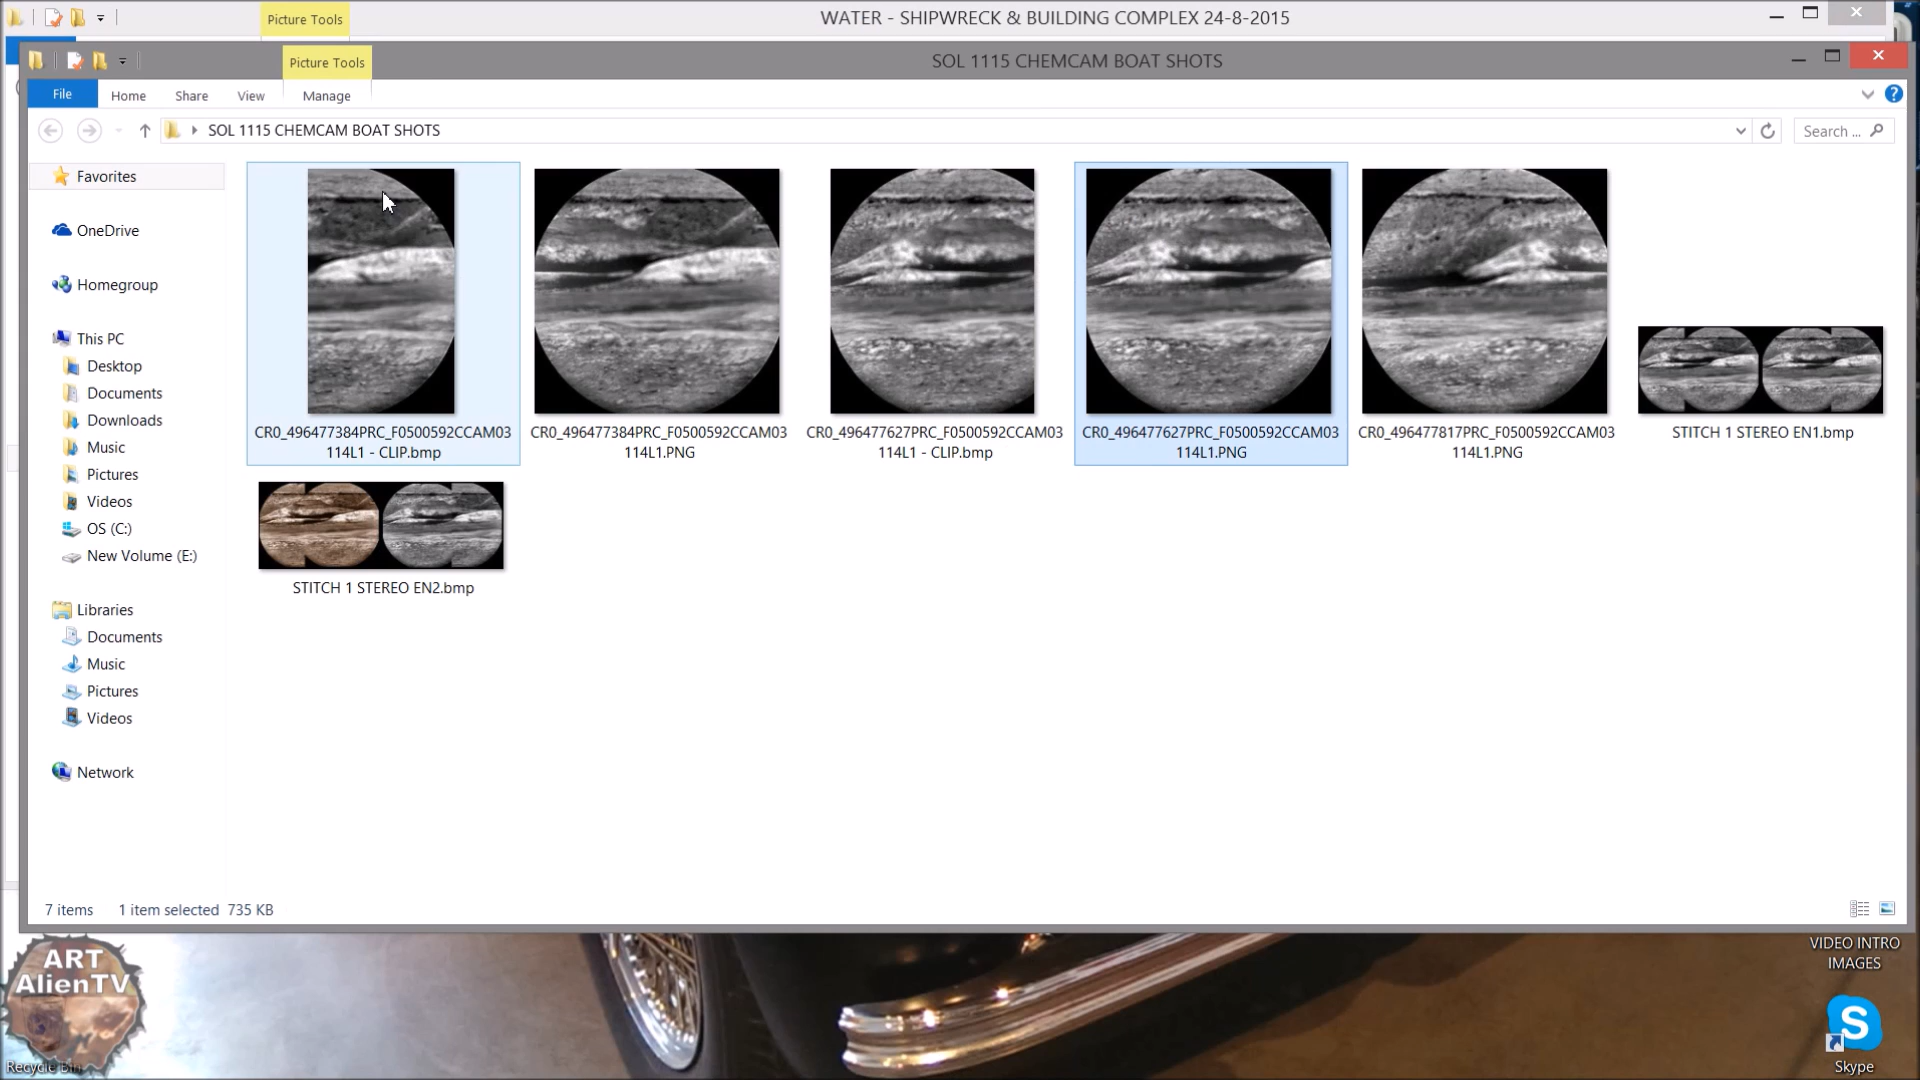 Picture Tools
WATER - SHIPWRECK & BUILDING COMPLEX 24-8-2015
Picture Tools
SOL 1115 CHEMCAM BOAT SHOTS
File
Home
Share
View
Manage
SOL 1115 CHEMCAM BOAT SHOTS
Search ...
Favorites
OneDrive
Homegroup
This PC
Desktop
Documents
Downloads
Music
Pictures
Videos
OS (C:)
New Volume (E:)
Libraries
Documents
Music
Pictures
Videos
Network
CR0_496477384PRC_F0500592CCAM03
114L1 - CLIP.bmp
CR0_496477384PRC_F0500592CCAM03
114L1.PNG
CR0_496477627PRC_F0500592CCAM03
114L1 - CLIP.bmp
CR0_496477627PRC_F0500592CCAM03
114L1.PNG
CR0_496477817PRC_F0500592CCAM03
114L1.PNG
STITCH 1 STEREO EN1.bmp
STITCH 1 STEREO EN2.bmp
7 items
1 item selected 735 KB
ART
AlienTV
Recycle Bin
VIDEO INTRO
IMAGES
Skype